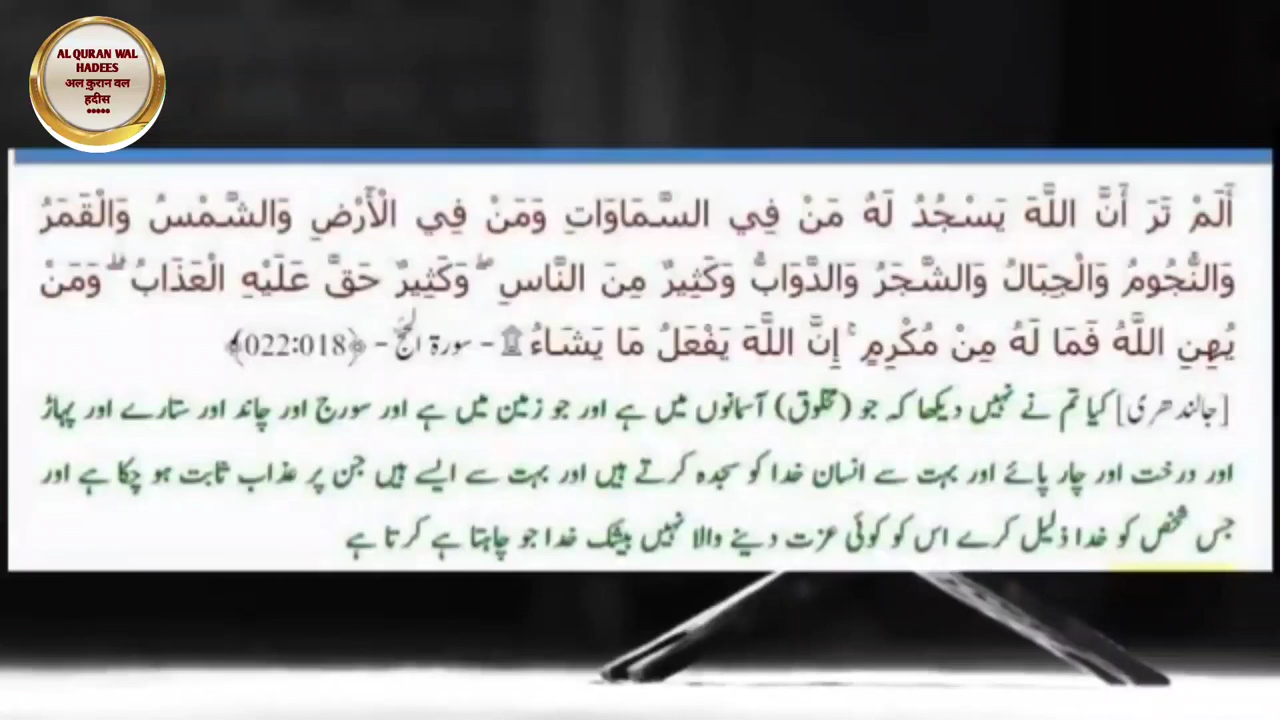 AL QURAN WAL
HADEES
अल क़ुरान वल
हदीस
*****
أَلَمْ تَرَ أَنَّ اللَّهَ يَسْجُدُ لَهُ مَنْ فِي السَّمَاوَاتِ وَمَنْ فِي الْأَرْضِ وَالشَّمْسُ وَالْقَمَرُ
وَالنُّجُومُ وَالْجِبَالُ وَالشَّجَرُ وَالدَّوَابُّ وَكَثِيرٌ مِنَ النَّاسِ ۖ وَكَثِيرٌ حَقَّ عَلَيْهِ الْعَذَابُ ۗ وَمَنْ
يُهِنِ اللَّهُ فَمَا لَهُ مِنْ مُكْرِمٍ ۚ إِنَّ اللَّهَ يَفْعَلُ مَا يَشَاءُ ۩ - سورة الحج - ﴿022:018﴾
[جالندھری] کیا تم نے نہیں دیکھا کہ جو (مخلوق) آسمانوں میں ہے اور جو زمین میں ہے اور سورج اور چاند اور ستارے اور پہاڑ
اور درخت اور چار پائے اور بہت سے انسان خدا کو سجدہ کرتے ہیں اور بہت سے ایسے ہیں جن پر عذاب ثابت ہو چکا ہے اور
جس شخص کو خدا ذلیل کرے اس کو کوئی عزت دینے والا نہیں بیشک خدا جو چاہتا ہے کرتا ہے